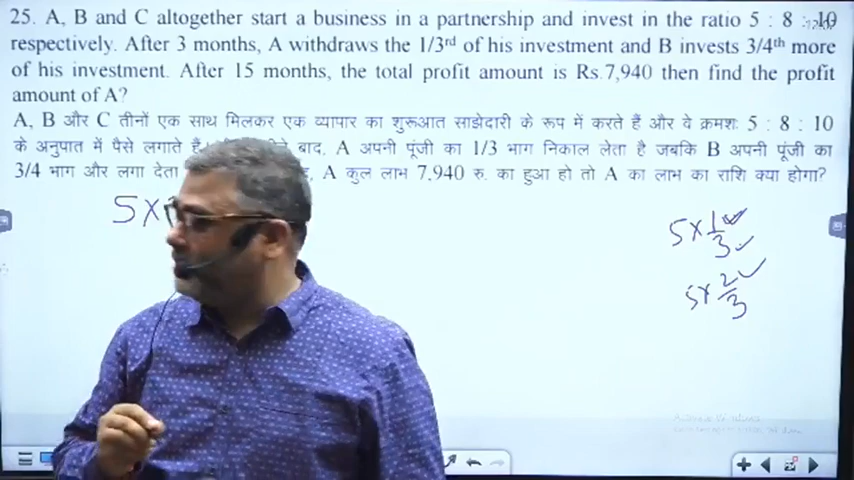 25. A, B and C altogether start a business in a partnership and invest in the ratio 5 : 8 : 10
respectively. After 3 months, A withdraws the 1/3rd of his investment and B invests 3/4th more
of his investment. After 15 months, the total profit amount is Rs.7,940 then find the profit
amount of A?
A, B और C तीनों एक साथ मिलकर एक व्यापार का शुरूआत साझेदारी के रूप में करते हैं और वे क्रमशः 5 : 8 : 10
के अनुपात में पैसे लगाते हैं। बाद, A अपनी पूंजी का 1/3 भाग निकाल लेता है जबकि B अपनी पूंजी का
3/4 भाग और लगा देता A कुल लाभ 7,940 रु. का हुआ हो तो A का लाभ का राशि क्या होगा?
5 ×
5 × 1/3
5 × 2/3